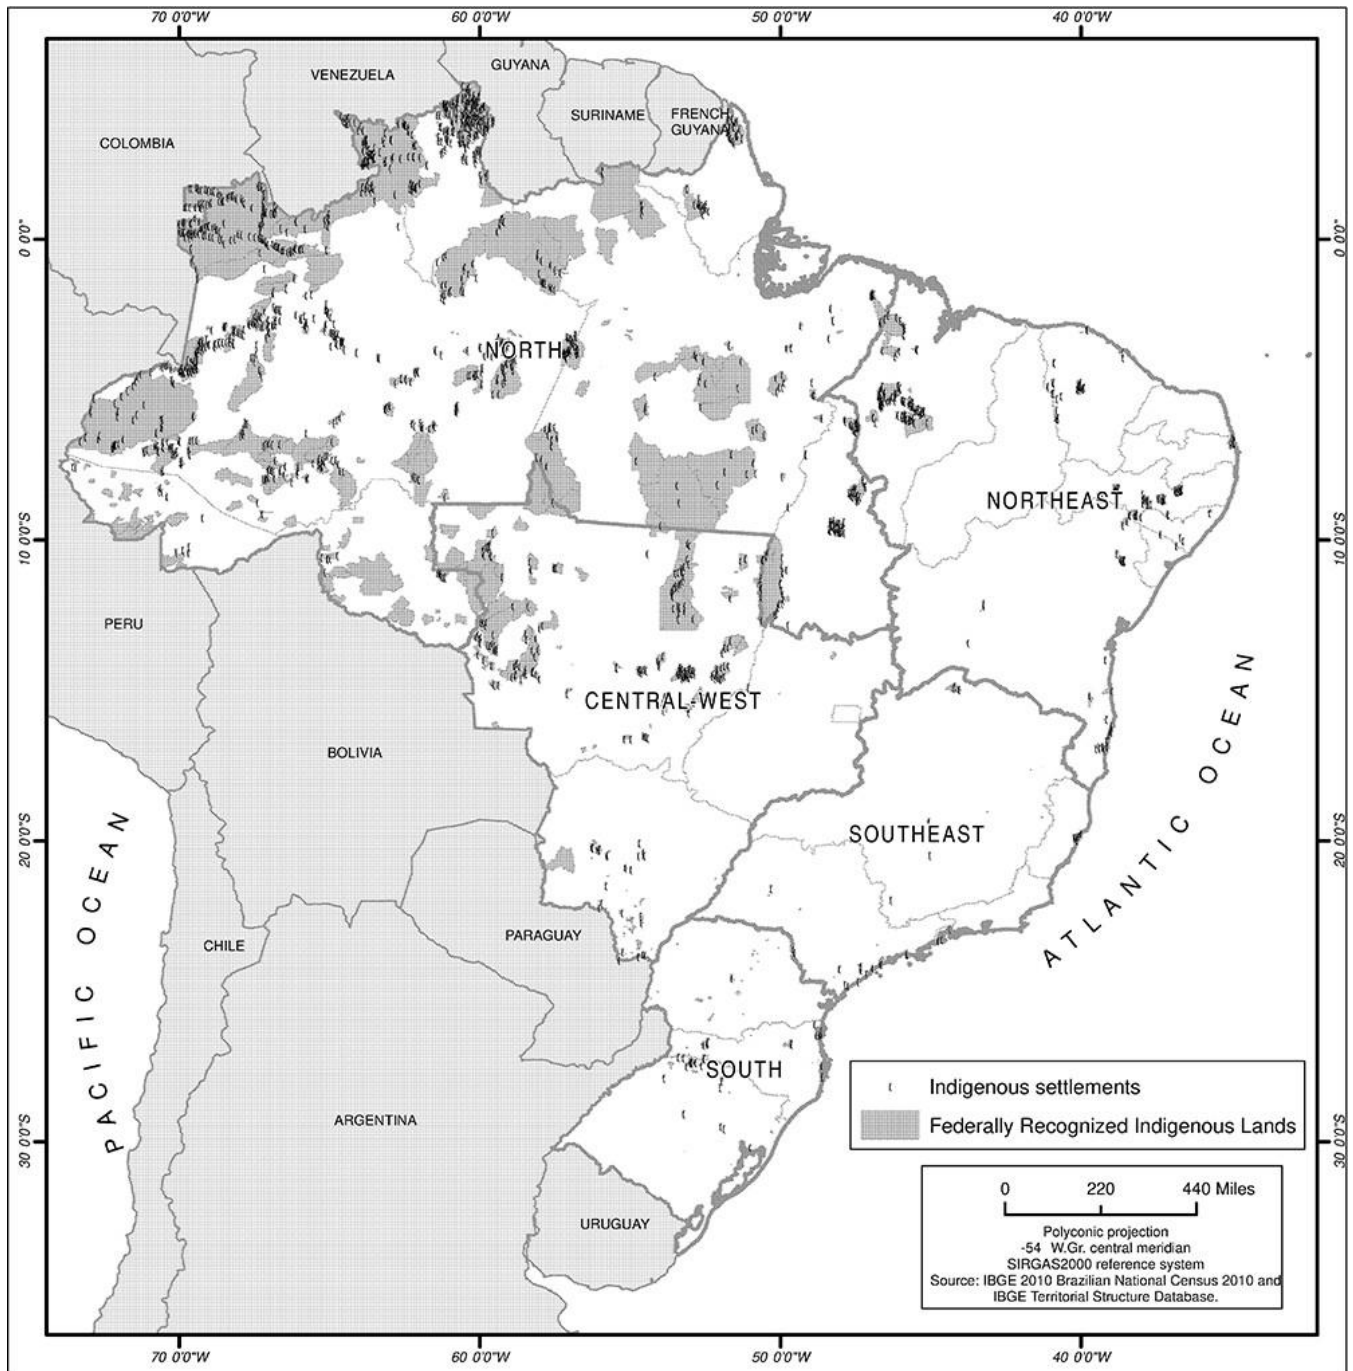 70 0'0"W 60 0'0"W 50 0'0"W 40 0'0"W
GUYANA
VENEZUELA
SURINAME
FRENCH
GUYANA
COLOMBIA
0'0"
0'0"
NORTH
NORTHEAST
10 0'0"S
10 0'0"S
PERU
CENTRAL-WEST
BOLIVIA
ATLANTIC OCEAN
PACIFIC OCEAN
20 0'0"S
SOUTHEAST
20 0'0"S
PARAGUAY
CHILE
SOUTH
Indigenous settlements
Federally Recognized Indigenous Lands
ARGENTINA
30 0'0"S
30 0'0"S
URUGUAY
0 220 440 Miles
Polyconic projection
-54 W.Gr. central meridian
SIRGAS2000 reference system
Source: IBGE 2010 Brazilian National Census 2010 and
IBGE Territorial Structure Database.
70 0'0"W 60 0'0"W 50 0'0"W 40 0'0"W